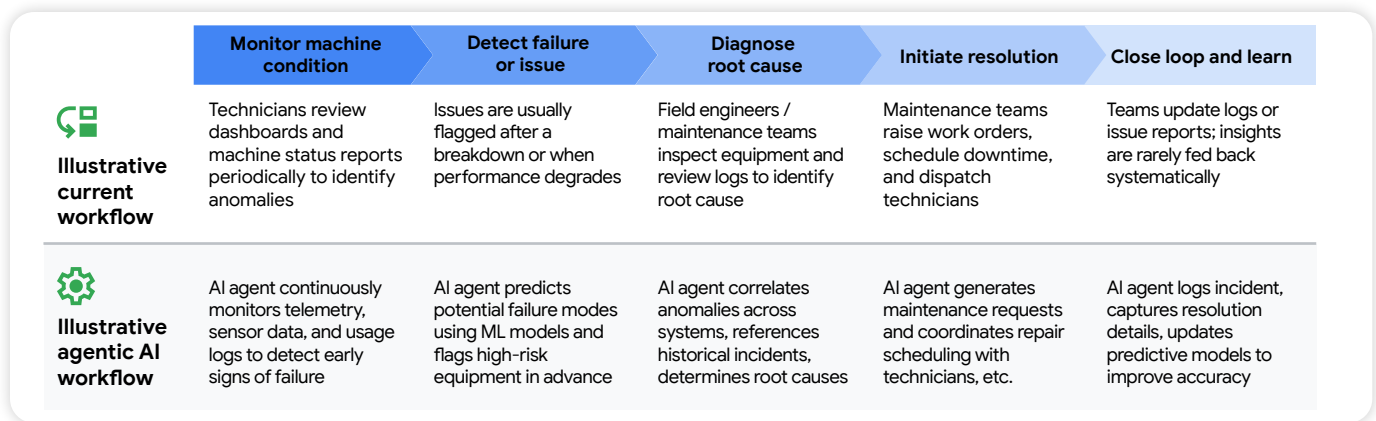 Monitor machine
condition
Detect failure
or issue
Diagnose
root cause
Initiate resolution
Close loop and learn
Illustrative
current
workflow
Technicians review
dashboards and
machine status reports
periodically to identify
anomalies
Issues are usually
flagged after a
breakdown or when
performance degrades
Field engineers /
maintenance teams
inspect equipment and
review logs to identify
root cause
Maintenance teams
raise work orders,
schedule downtime,
and dispatch
technicians
Teams update logs or
issue reports; insights
are rarely fed back
systematically
Illustrative
agentic AI
workflow
AI agent continuously
monitors telemetry,
sensor data, and usage
logs to detect early
signs of failure
AI agent predicts
potential failure modes
using ML models and
flags high-risk
equipment in advance
AI agent correlates
anomalies across
systems, references
historical incidents,
determines root causes
AI agent generates
maintenance requests
and coordinates repair
scheduling with
technicians, etc.
AI agent logs incident,
captures resolution
details, updates
predictive models to
improve accuracy